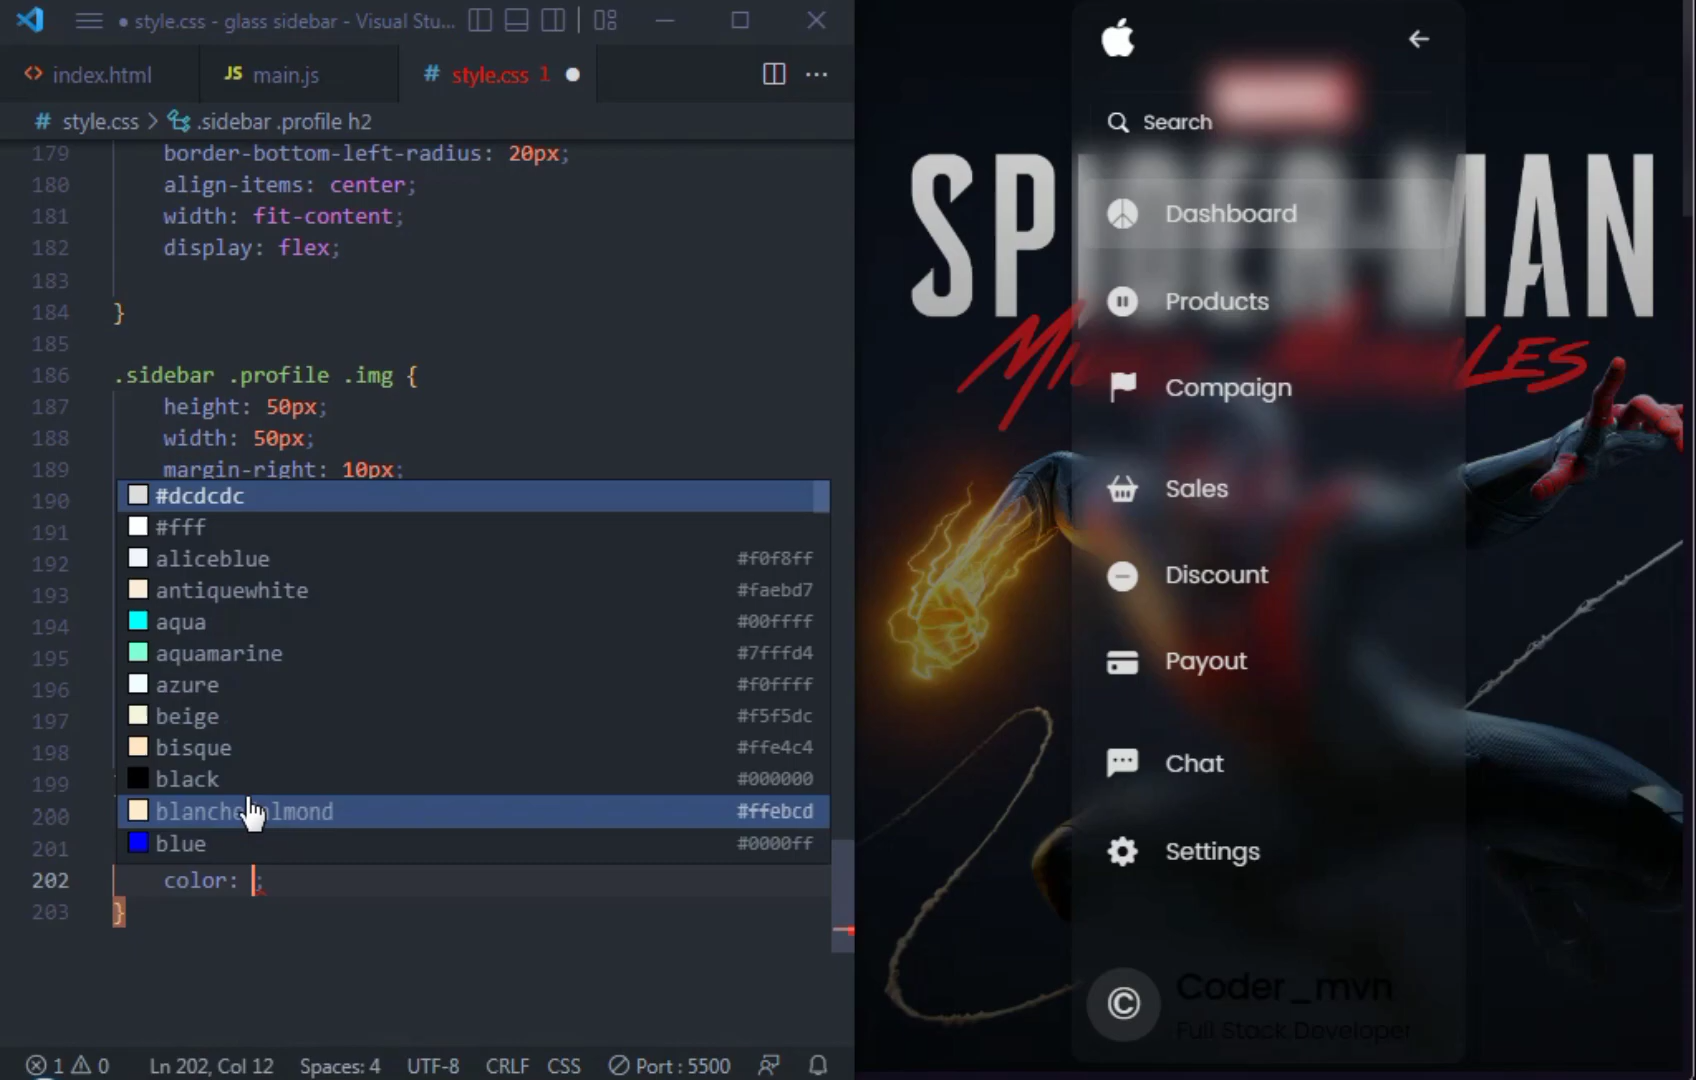 style.css - glass sidebar - Visual Stu...
index.html
JS main.js
# style.css 1
# style.css > .sidebar .profile h2
179 border-bottom-left-radius: 20px;
180 align-items: center;
181 width: fit-content;
182 display: flex;
183
184 }
185
186 .sidebar .profile .img {
187 height: 50px;
188 width: 50px;
189 margin-right: 10px;
190 #dcdcdc
191 #fff
192 aliceblue #f0f8ff
193 antiquewhite #faebd7
194 aqua #00ffff
195 aquamarine #7fffd4
196 azure #f0ffff
197 beige #f5f5dc
198 bisque #ffe4c4
199 black #000000
200 #ffebcd
201 blue #0000ff
202 color: ;
203 }
1 0
Ln 202, Col 12
Spaces: 4
UTF-8
CRLF
CSS
Port : 5500
Search
Dashboard
Products
Compaign
Sales
Discount
Payout
Chat
Settings
Coder_mvn
Full Stack Developer